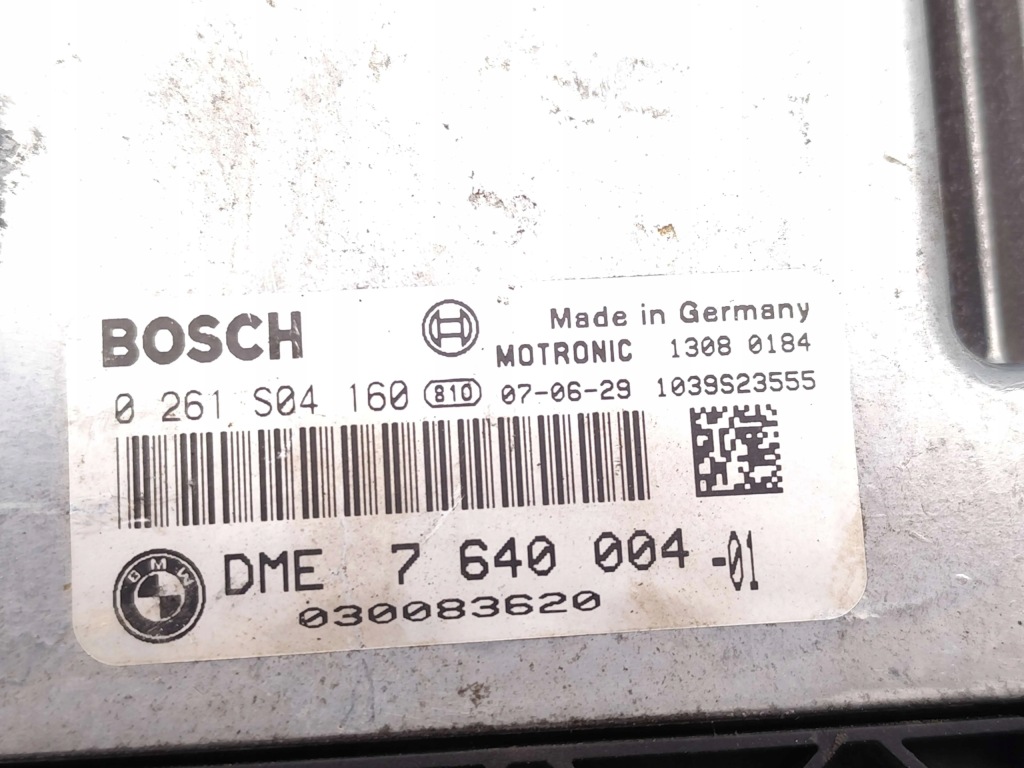 BOSCH
Made in Germany
MOTRONIC 1308 0184
0 261 S04 160 810 07-06-29 1039S23555
BMW
DME 7 640 004 -01
030083620